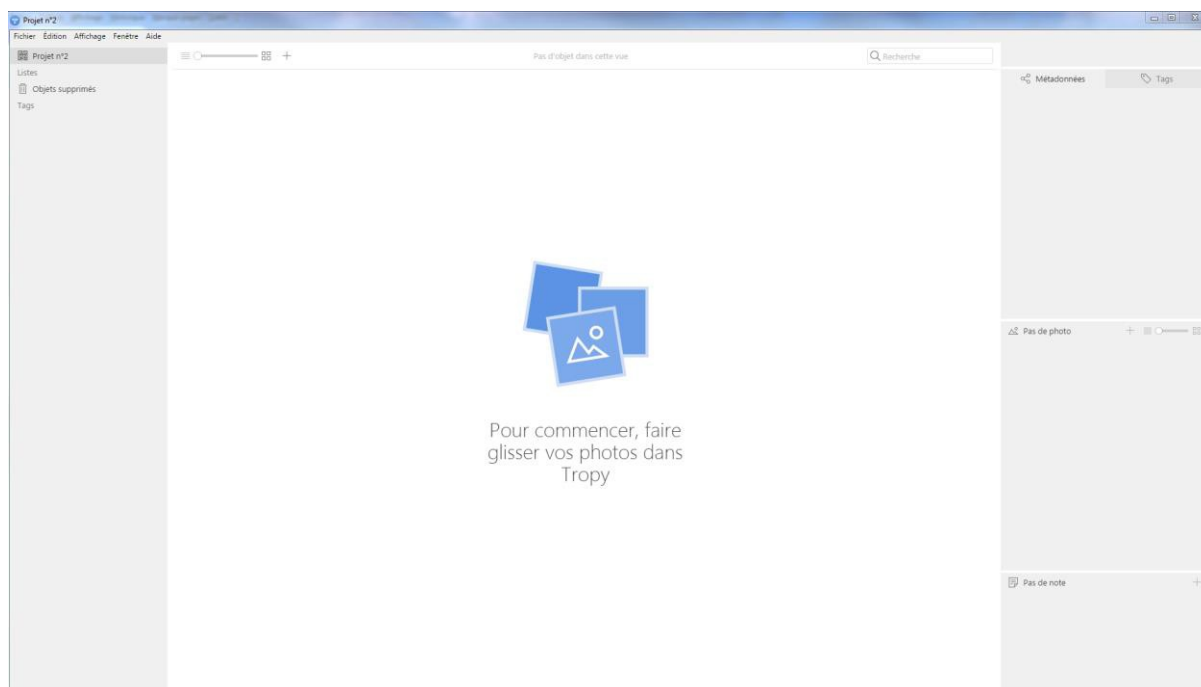 Projet n°2
Fichier Édition Affichage Fenêtre Aide
Projet n°2
Pas d'objet dans cette vue
Recherche
Listes
Objets supprimés
Tags
Métadonnées
Tags
Pour commencer, faire
glisser vos photos dans
Tropy
Pas de photo
Pas de note